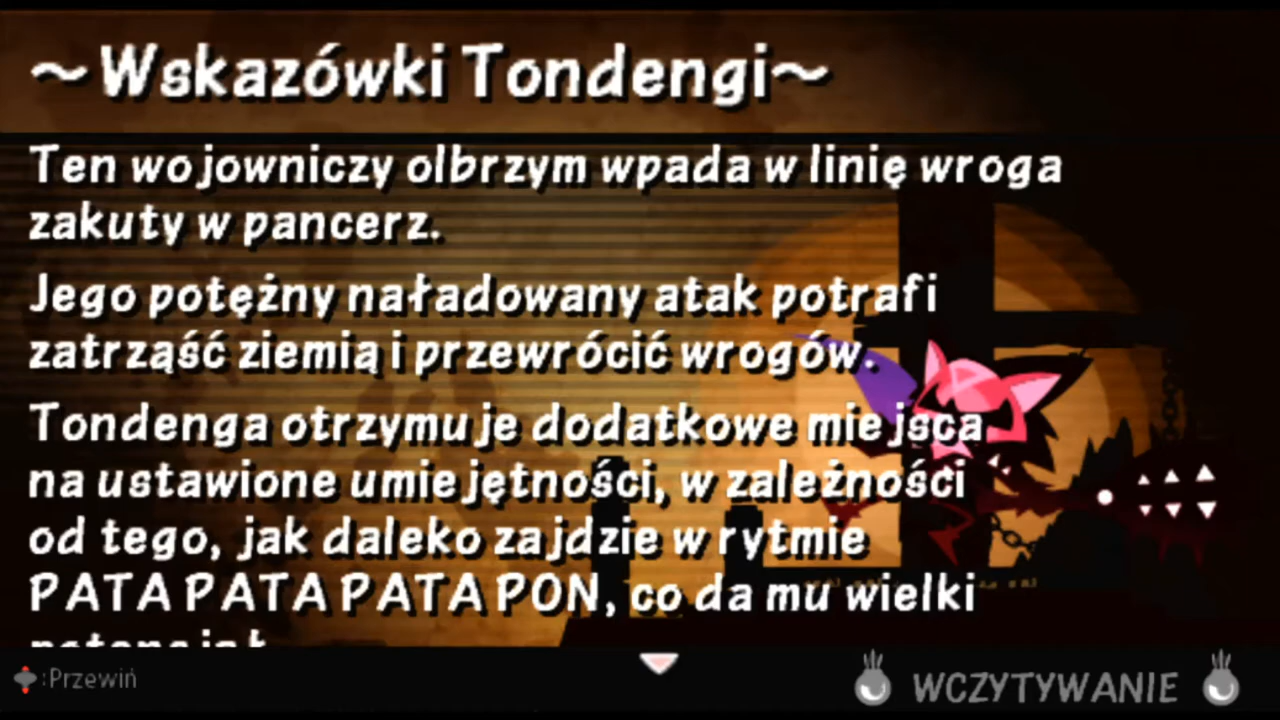 ~Wskazówki Tondengi~
Ten wojowniczy olbrzym wpada w linię wroga
zakuty w pancerz.
Jego potężny naładowany atak potrafi
zatrząść ziemią i przewrócić wrogów.
Tondenga otrzymuje dodatkowe miejsca
na ustawione umiejętności, w zależności
od tego, jak daleko zajdzie w rytmie
PATA PATA PATA PON, co da mu wielki
:Przewiń
WCZYTYWANIE